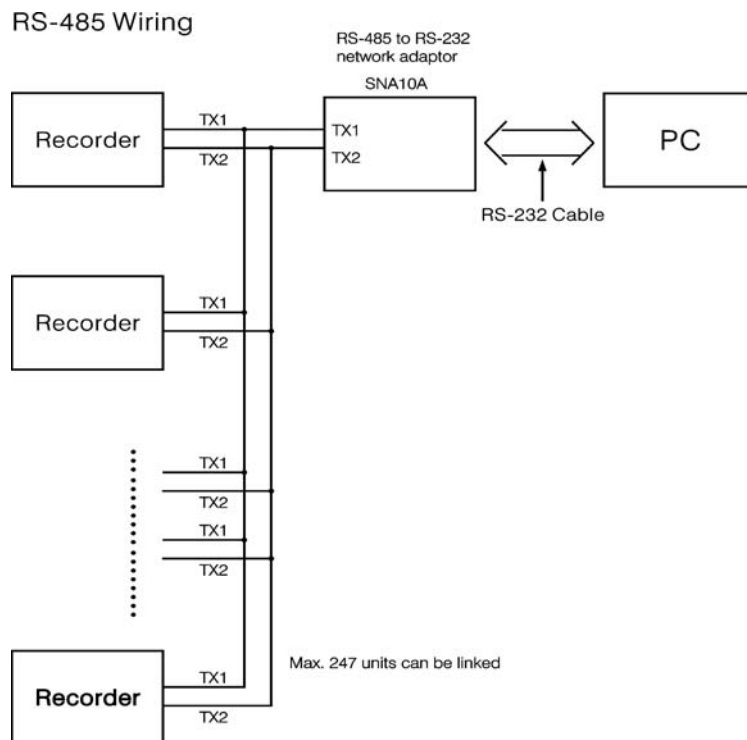 RS-485 Wiring
RS-485 to RS-232
network adaptor
SNA10A
Recorder
TX1
TX2
TX1
TX2
PC
RS-232 Cable
Recorder
TX1
TX2
TX1
TX2
TX1
TX2
Max. 247 units can be linked
Recorder
TX1
TX2